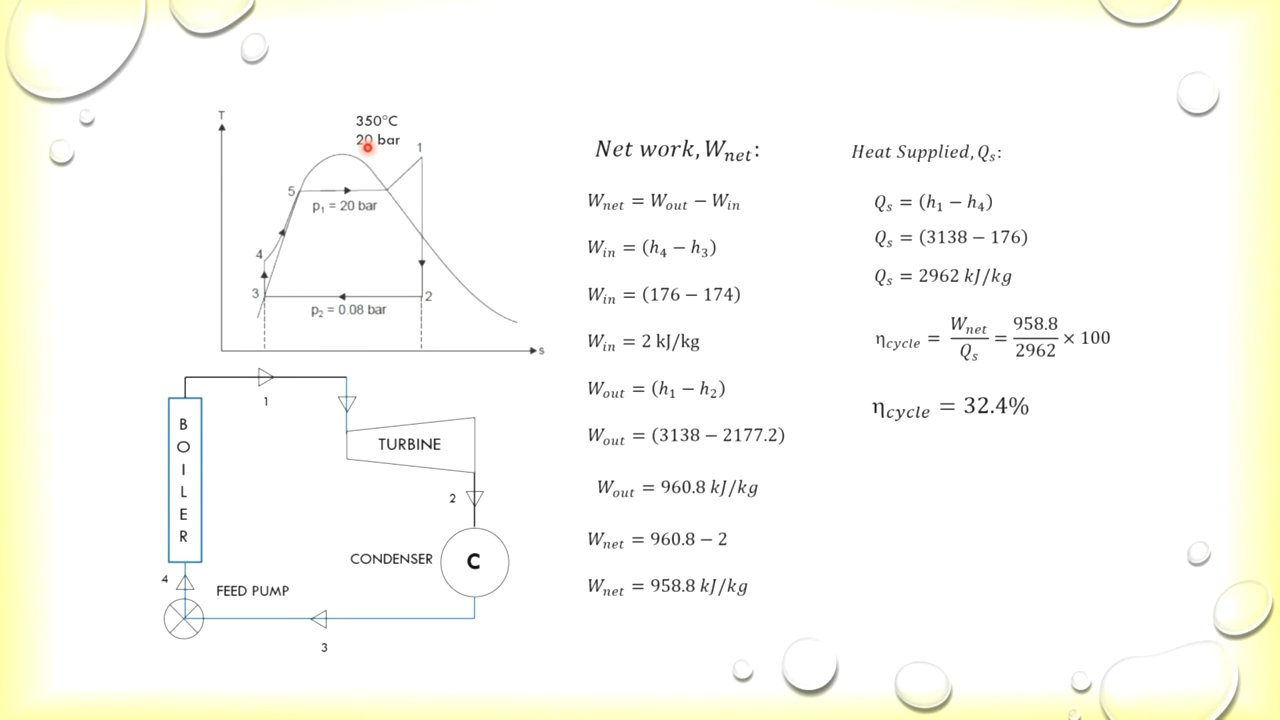 T
350°C
20 bar
1
5
p₁ = 20 bar
4
3
2
p₂ = 0.08 bar
s
1
BOILER
TURBINE
2
CONDENSER
C
4
FEED PUMP
3
Net work, W_net:
W_net = W_out − W_in
W_in = (h₄ − h₃)
W_in = (176 − 174)
W_in = 2 kJ/kg
W_out = (h₁ − h₂)
W_out = (3138 − 2177.2)
W_out = 960.8 kJ/kg
W_net = 960.8 − 2
W_net = 958.8 kJ/kg
Heat Supplied, Q_s:
Q_s = (h₁ − h₄)
Q_s = (3138 − 176)
Q_s = 2962 kJ/kg
η_cycle = W_net/Q_s = 958.8/2962 × 100
η_cycle = 32.4%